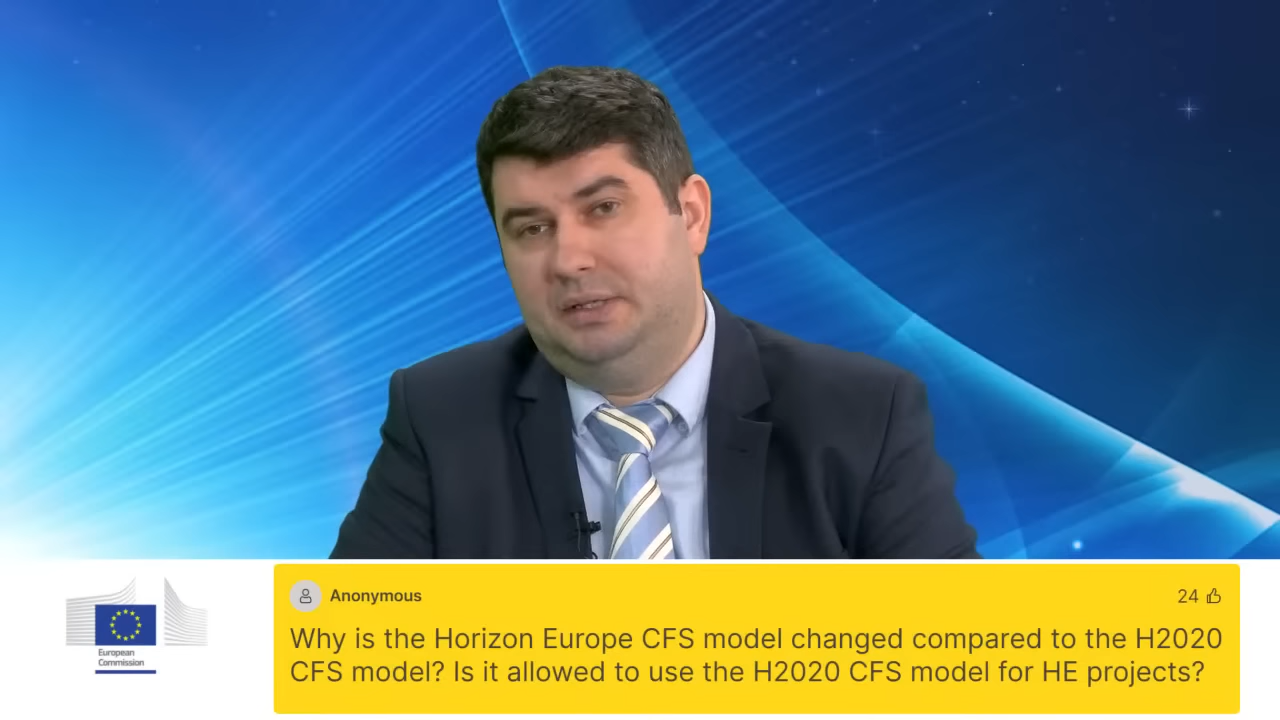 European
Commission
Anonymous
24
Why is the Horizon Europe CFS model changed compared to the H2020
CFS model? Is it allowed to use the H2020 CFS model for HE projects?